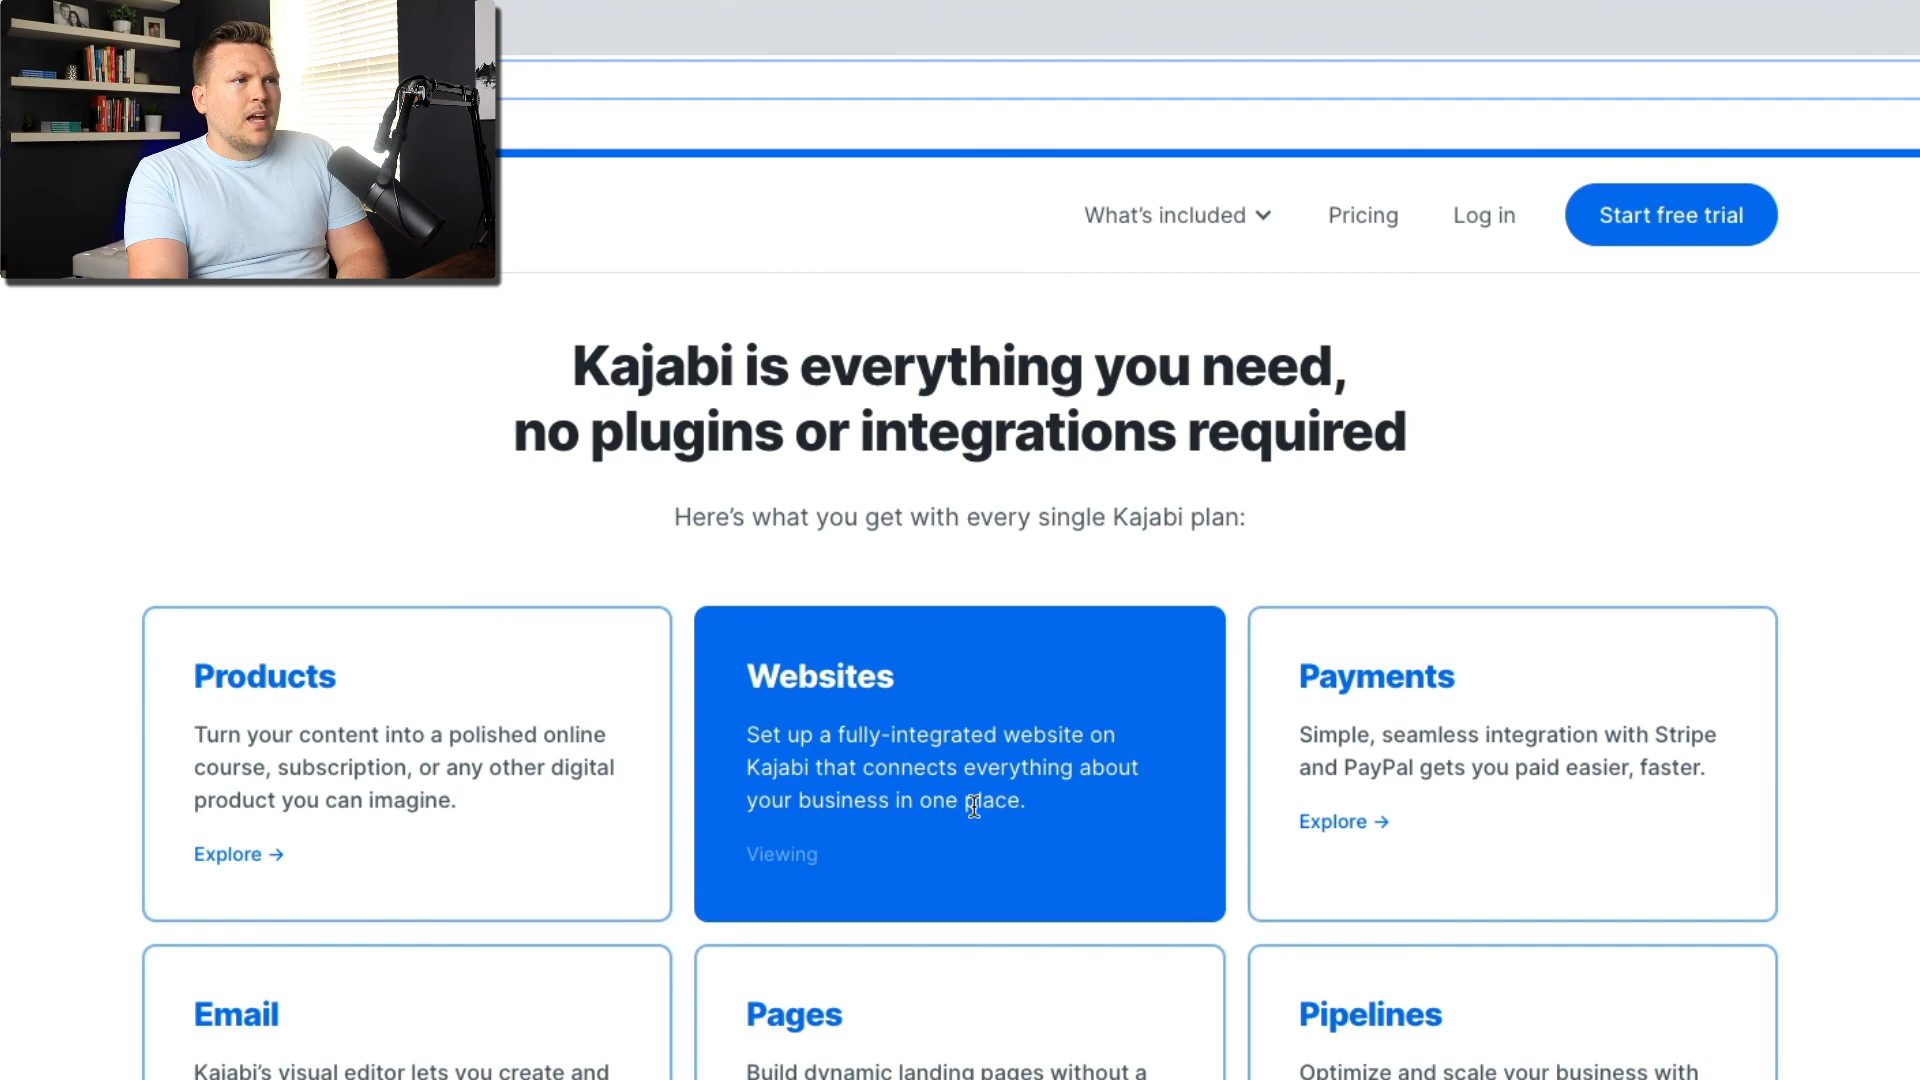 What's included
Pricing
Log in
Start free trial
Kajabi is everything you need,
no plugins or integrations required
Here's what you get with every single Kajabi plan:
Products
Turn your content into a polished online
course, subscription, or any other digital
product you can imagine.
Explore →
Websites
Set up a fully-integrated website on
Kajabi that connects everything about
your business in one place.
Viewing
Payments
Simple, seamless integration with Stripe
and PayPal gets you paid easier, faster.
Explore →
Email
Kajabi's visual editor lets you create and
Pages
Build dynamic landing pages without a
Pipelines
Optimize and scale your business with